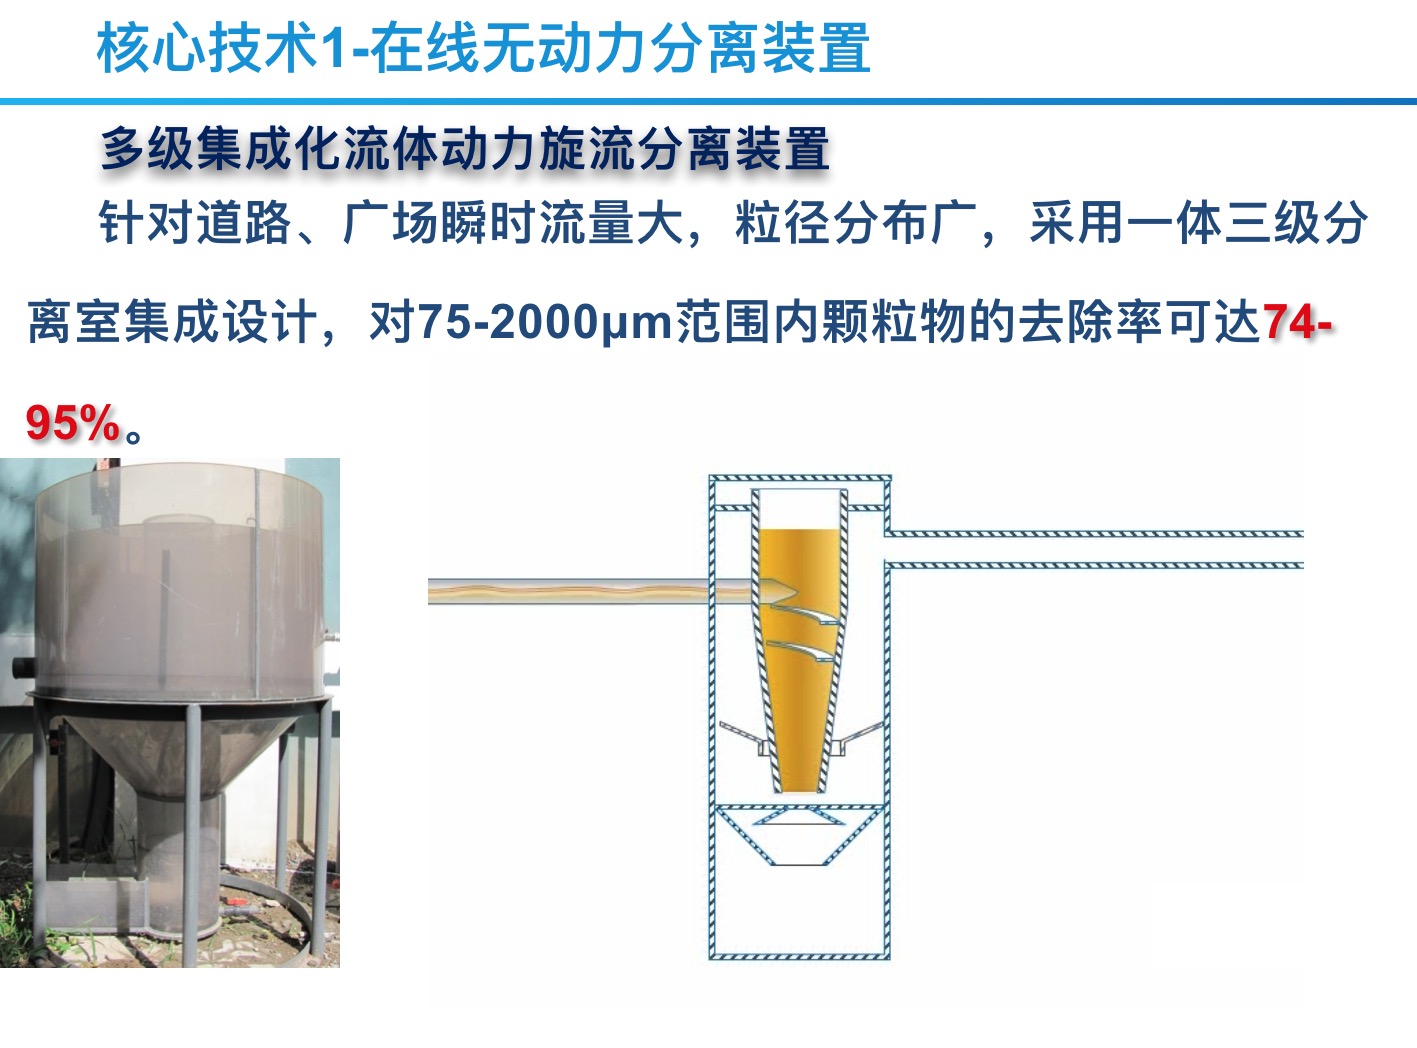 核心技术1-在线无动力分离装置
多级集成化流体动力旋流分离装置
针对道路、广场瞬时流量大，粒径分布广，采用一体三级分
离室集成设计，对75-2000μm范围内颗粒物的去除率可达74-
95%。